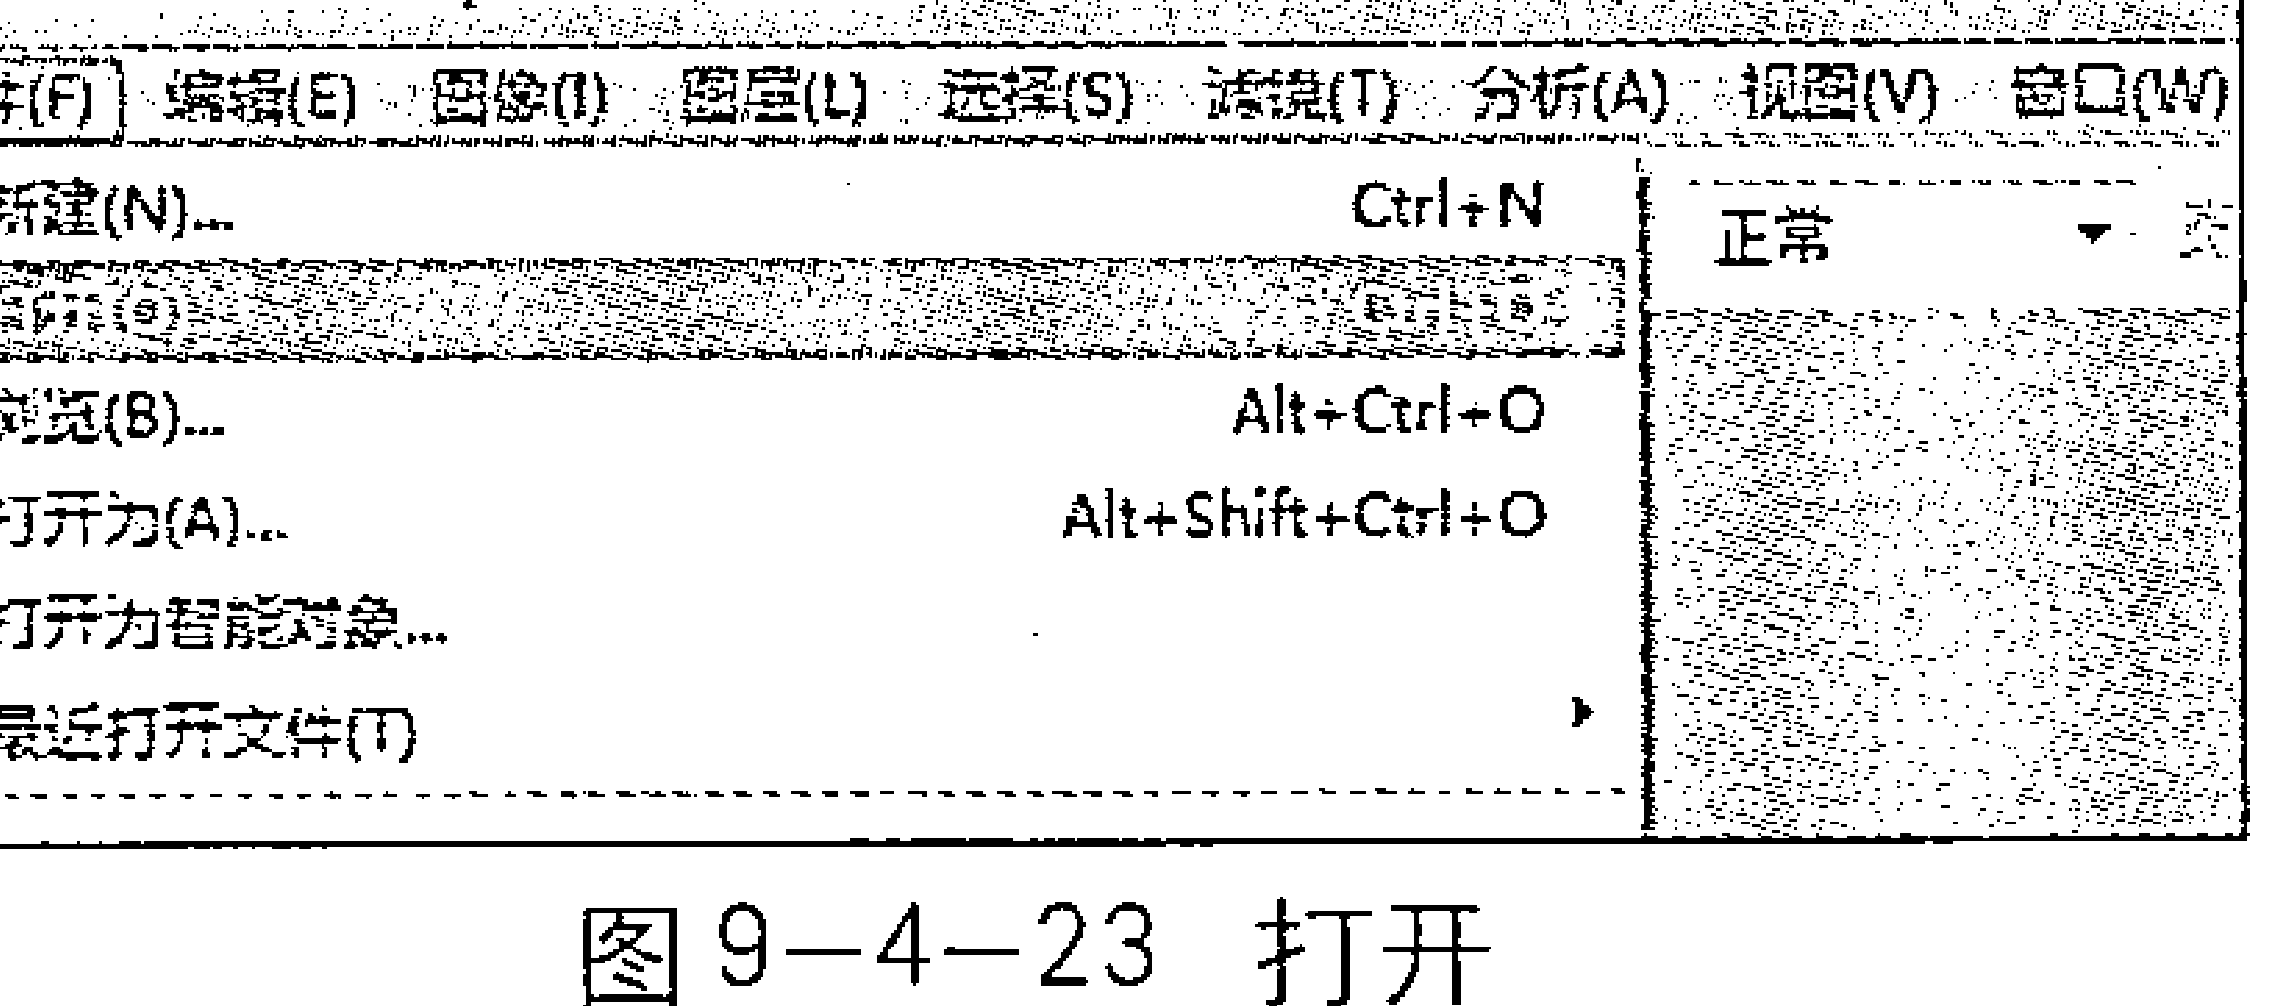 件(F) 编辑(E) 图像(I) 图层(L) 选择(S) 滤镜(T) 分析(A) 视图(V) 窗口(W)
新建(N)... Ctrl+N
正常
浏览(B)... Alt+Ctrl+O
打开为(A)... Alt+Shift+Ctrl+O
打开为智能对象...
最近打开文件(T)
图 9-4-23 打开